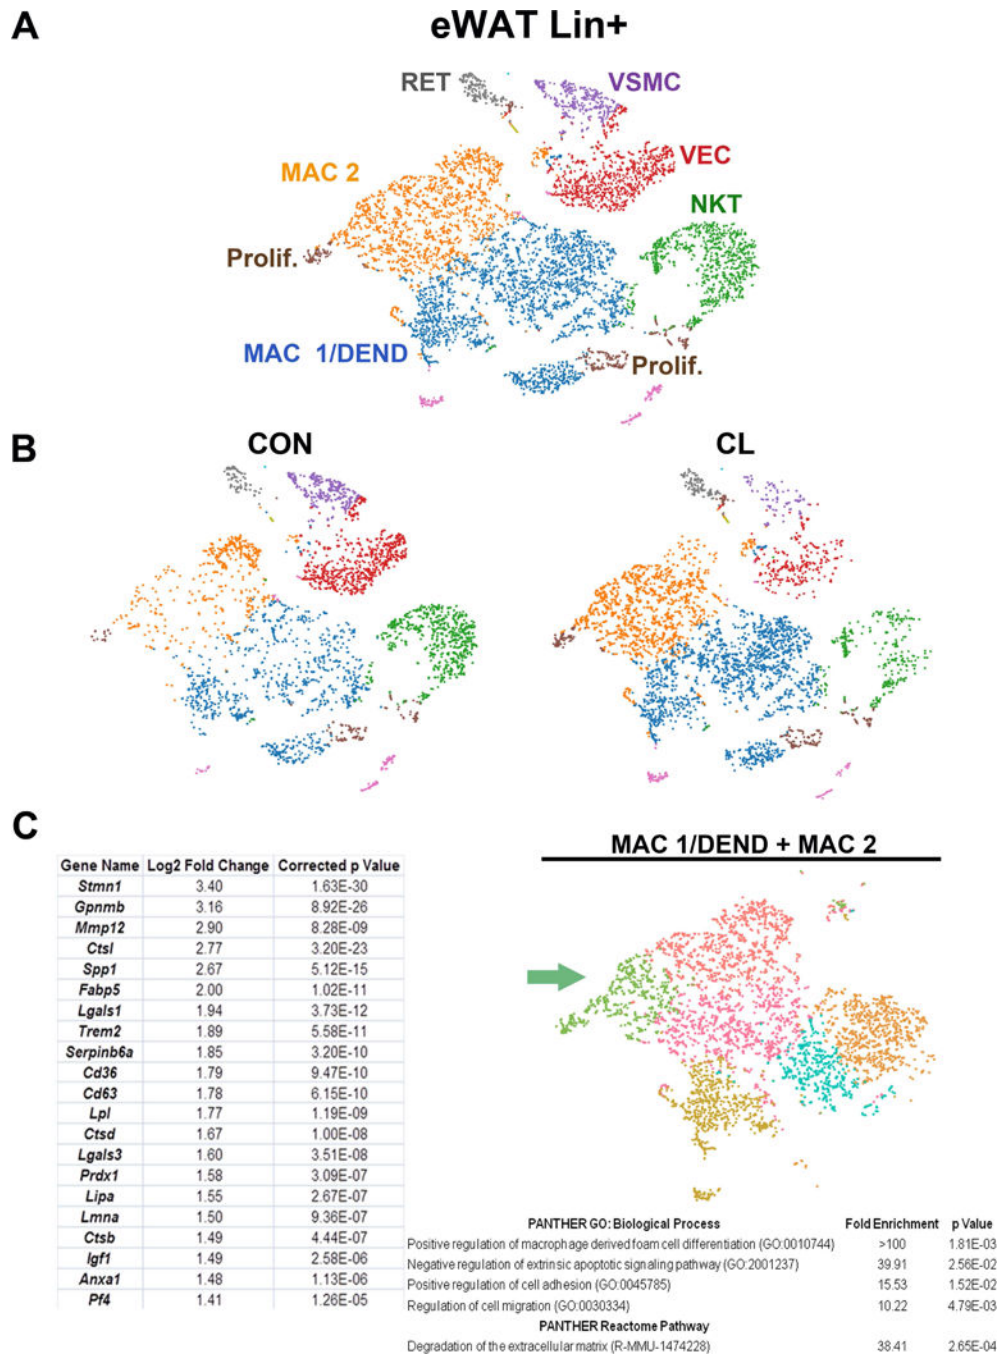 A
eWAT Lin+
RET
VSMC
MAC 2
VEC
NKT
Prolif.
MAC 1/DEND
Prolif.
B
CON
CL
C
Gene Name Log2 Fold Change Corrected p Value
Stmn1 3.40 1.63E-30
Gpnmb 3.16 8.92E-26
Mmp12 2.90 8.28E-09
Ctsl 2.77 3.20E-23
Spp1 2.67 5.12E-15
Fabp5 2.00 1.02E-11
Lgals1 1.94 3.73E-12
Trem2 1.89 5.58E-11
Serpinb6a 1.85 3.20E-10
Cd36 1.79 9.47E-10
Cd63 1.78 6.15E-10
Lpl 1.77 1.19E-09
Ctsd 1.67 1.00E-08
Lgals3 1.60 3.51E-08
Prdx1 1.58 3.09E-07
Lipa 1.55 2.67E-07
Lmna 1.50 9.36E-07
Ctsb 1.49 4.44E-07
Igf1 1.49 2.58E-06
Anxa1 1.48 1.13E-06
Pf4 1.41 1.26E-05
MAC 1/DEND + MAC 2
PANTHER GO: Biological Process Fold Enrichment p Value
Positive regulation of macrophage derived foam cell differentiation (GO:0010744) >100 1.81E-03
Negative regulation of extrinsic apoptotic signaling pathway (GO:2001237) 39.91 2.56E-02
Positive regulation of cell adhesion (GO:0045785) 15.53 1.52E-02
Regulation of cell migration (GO:0030334) 10.22 4.79E-03
PANTHER Reactome Pathway
Degradation of the extracellular matrix (R-MMU-1474228) 38.41 2.65E-04